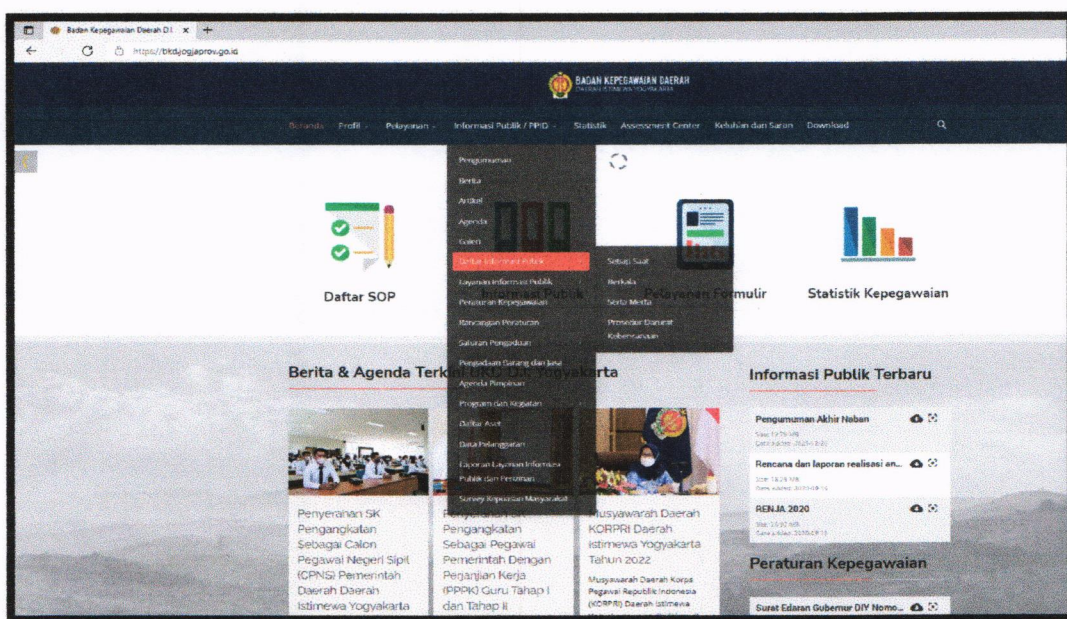 Badan Kepegawaian Daerah D.I.
https://bkd.jogjaprov.go.id
BADAN KEPEGAWAIAN DAERAH
DAERAH ISTIMEWA YOGYAKARTA
Beranda Profil Pelayanan Informasi Publik / PPID Statistik Assessment Center Keluhan dan Saran Download
Pengumuman
Berita
Artikel
Agenda
Galeri
Daftar Informasi Publik
Layanan Informasi Publik
Peraturan Kepegawaian
Rancangan Peraturan
Saluran Pengaduan
Pengadaan Barang dan Jasa
Agenda Pimpinan
Program dan Kegiatan
Daftar Aset
Data Pelanggaran
Laporan Layanan Informasi
Publik dan Perizinan
Survey Kepuasan Masyarakat
Setiap Saat
Berkala
Serta Merta
Prosedur Darurat
Kebencanaan
Daftar SOP
Informasi Publik
Pelayanan Formulir
Statistik Kepegawaian
Berita & Agenda Terkini BKD D.I. Yogyakarta
Penyerahan SK
Pengangkatan
Sebagai Calon
Pegawai Negeri Sipil
(CPNS) Pemerintah
Daerah Daerah
Istimewa Yogyakarta
Penyerahan SK
Pengangkatan
Sebagai Pegawai
Pemerintah Dengan
Perjanjian Kerja
(PPPK) Guru Tahap I
dan Tahap II
Musyawarah Daerah
KORPRI Daerah
Istimewa Yogyakarta
Tahun 2022
Musyawarah Daerah Korps
Pegawai Republik Indonesia
(KORPRI) Daerah Istimewa
Informasi Publik Terbaru
Pengumuman Akhir Naban
Rencana dan laporan realisasi an...
RENJA 2020
Peraturan Kepegawaian
Surat Edaran Gubernur DIY Nomo...